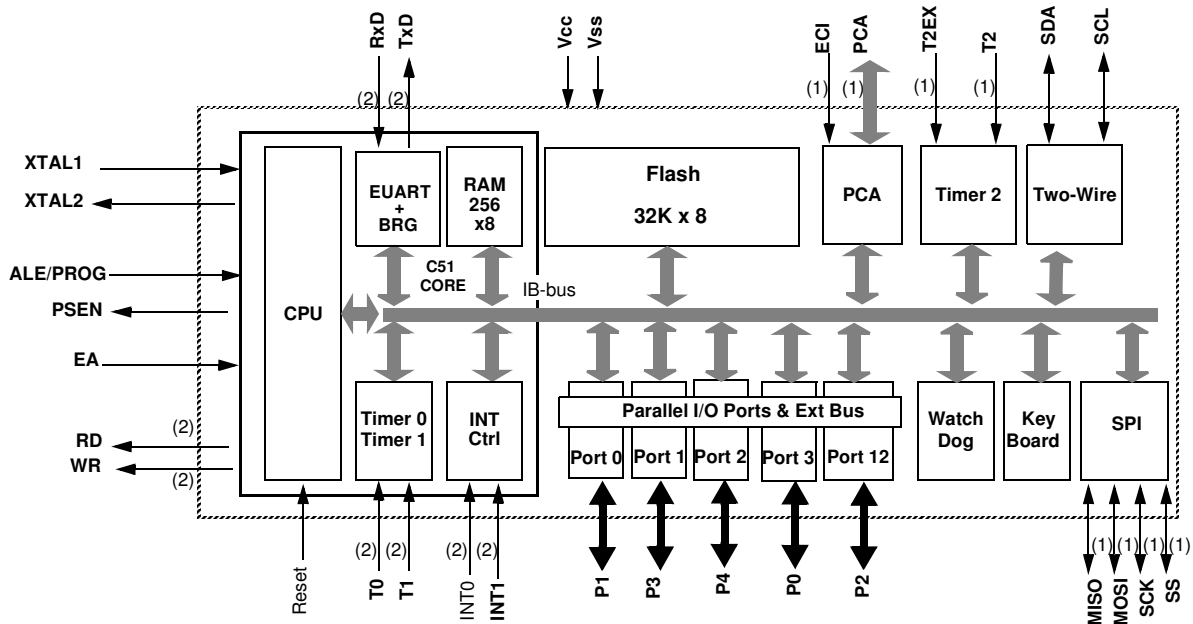 RxD
TxD
Vcc
Vss
ECI
PCA
T2EX
T2
SDA
SCL
(2)
(2)
(1)
(1)
(1)
(1)
XTAL1
XTAL2
ALE/PROG
PSEN
EA
RD
(2)
WR
(2)
CPU
EUART
+
BRG
RAM
256
x8
C51
CORE
IB-bus
Flash
32K x 8
PCA
Timer 2
Two-Wire
Timer 0
Timer 1
INT
Ctrl
Parallel I/O Ports & Ext Bus
Port 0
Port 1
Port 2
Port 3
Port 12
Watch
Dog
Key
Board
SPI
(2)
(2)
(2)
(2)
(1)
(1)
(1)
(1)
Reset
T0
T1
INT0
INT1
P1
P3
P4
P0
P2
MISO
MOSI
SCK
SS